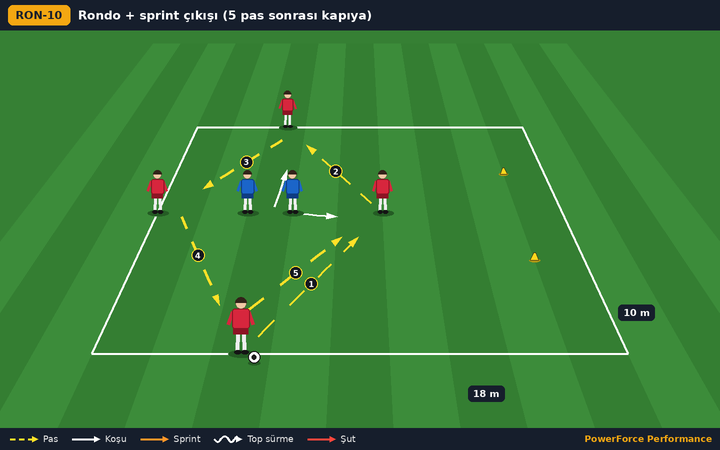 RON-10 Rondo + sprint çıkışı (5 pas sonrası kapıya)
3
2
4
5
1
10 m
18 m
Pas Koşu Sprint Top sürme Şut PowerForce Performance